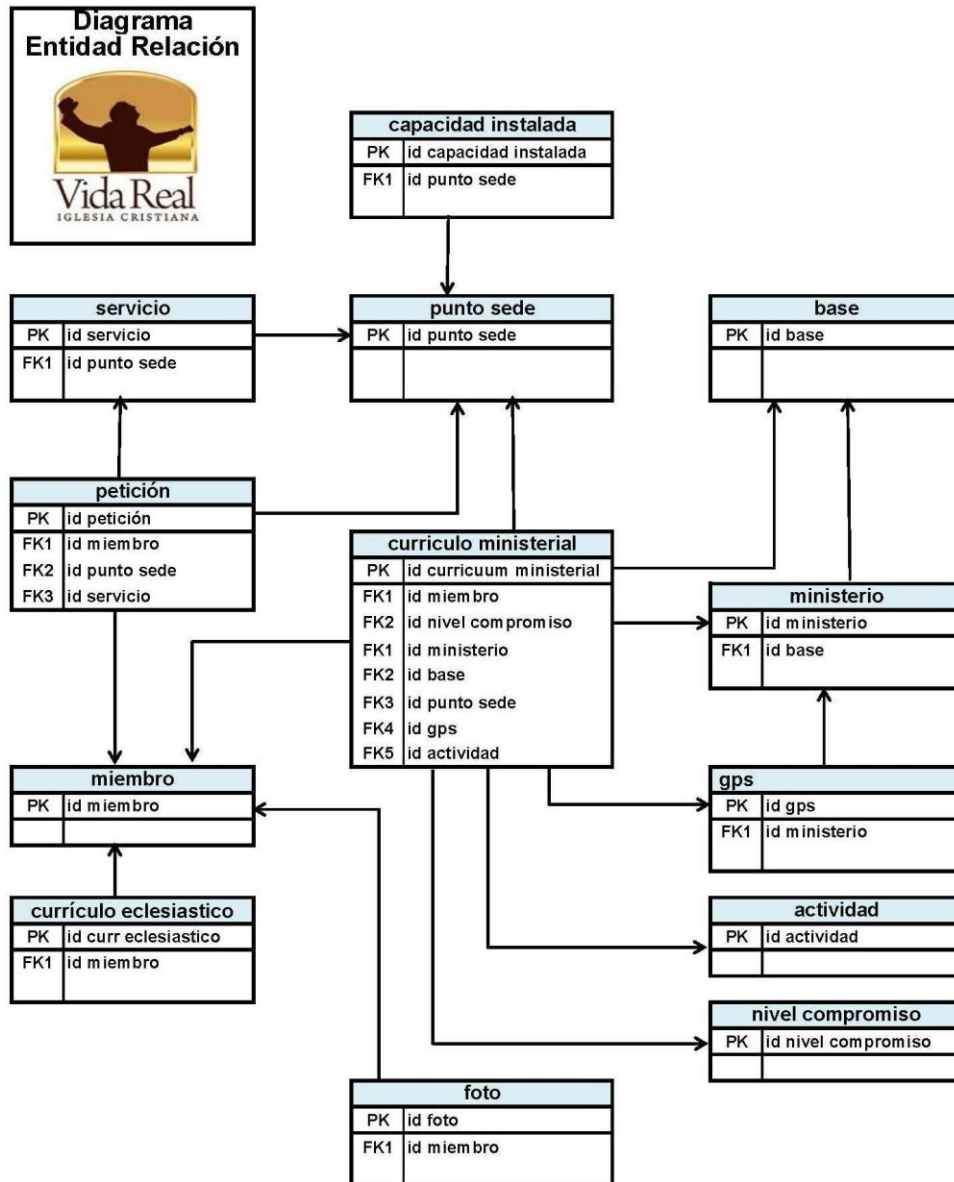 Diagrama
Entidad Relación
Vida Real
IGLESIA CRISTIANA
capacidad instalada
PK id capacidad instalada
FK1 id punto sede
servicio
PK id servicio
FK1 id punto sede
punto sede
PK id punto sede
base
PK id base
petición
PK id petición
FK1 id miembro
FK2 id punto sede
FK3 id servicio
curriculo ministerial
PK id curricuum ministerial
FK1 id miembro
FK2 id nivel compromiso
FK1 id ministerio
FK2 id base
FK3 id punto sede
FK4 id gps
FK5 id actividad
ministerio
PK id ministerio
FK1 id base
miembro
PK id miembro
gps
PK id gps
FK1 id ministerio
currículo eclesiastico
PK id curr eclesiastico
FK1 id miembro
actividad
PK id actividad
nivel compromiso
PK id nivel compromiso
foto
PK id foto
FK1 id miembro